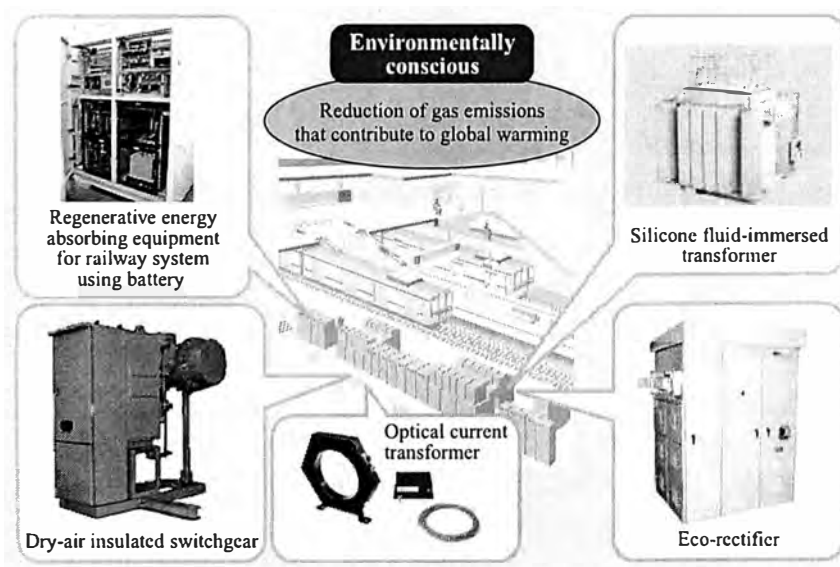 Environmentally
conscious
Reduction of gas emissions
that contribute to global warming
Regenerative energy
absorbing equipment
for railway system
using battery
Silicone fluid-immersed
transformer
Optical current
transformer
Dry-air insulated switchgear
Eco-rectifier